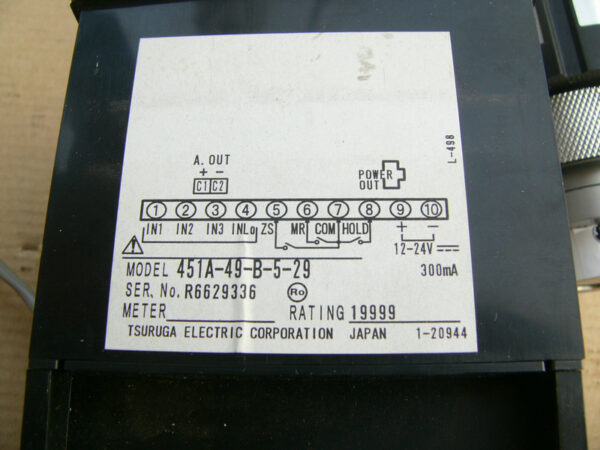 L-498
A. OUT
+ −
C1 C2
POWER
OUT
1 2 3 4 5 6 7 8 9 10
IN1 IN2 IN3 INLo ZS MR COM HOLD + −
12-24V
MODEL 451A-49-B-5-29 300mA
SER. No. R6629336 Ro
METER RATING 19999
TSURUGA ELECTRIC CORPORATION JAPAN 1-20944